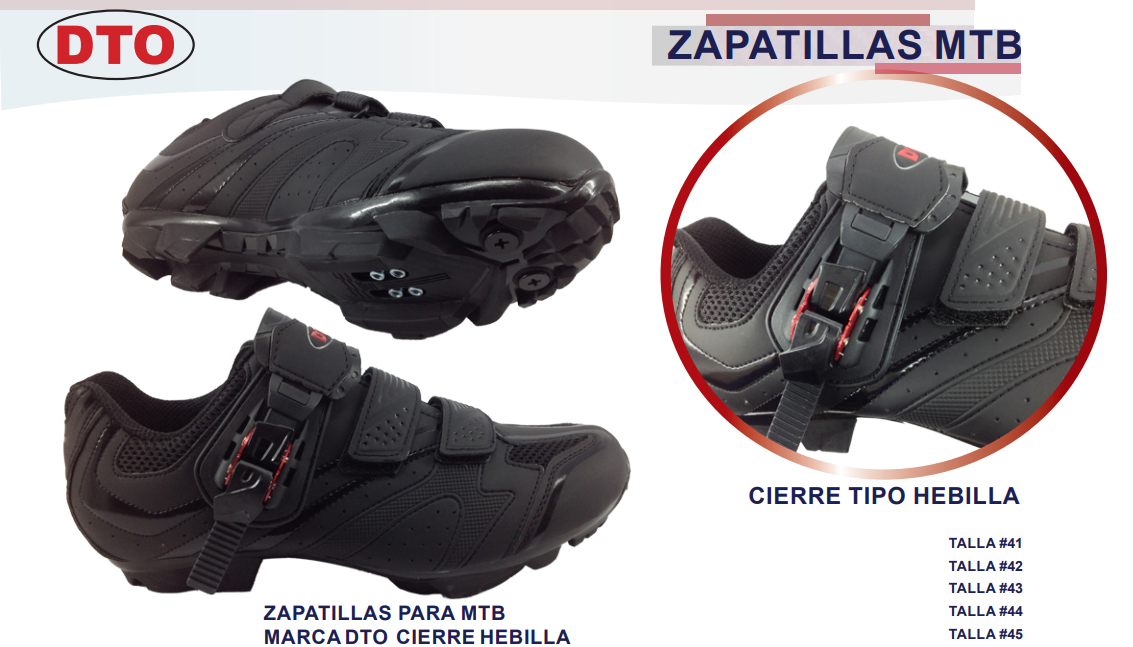 DTO
ZAPATILLAS MTB
CIERRE TIPO HEBILLA
TALLA #41
TALLA #42
TALLA #43
TALLA #44
TALLA #45
ZAPATILLAS PARA MTB
MARCA DTO CIERRE HEBILLA